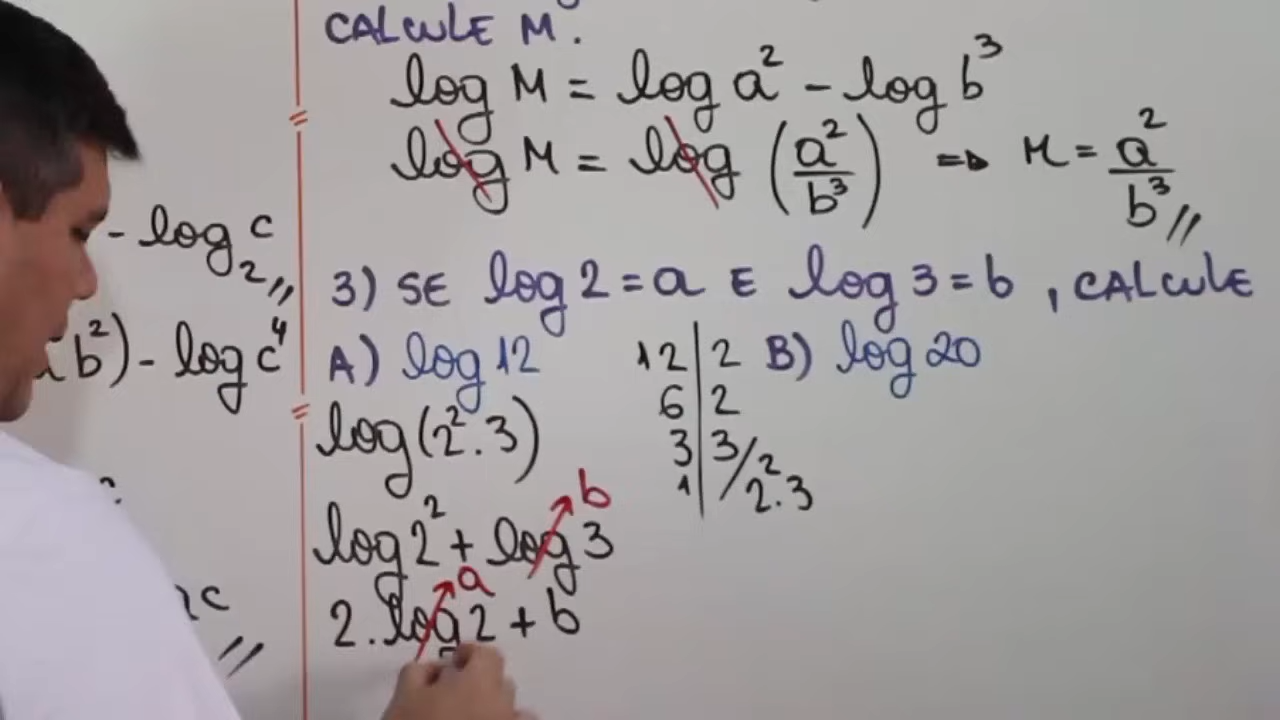 - log₂c //
b²) - log c⁴
c //
CALCULE M.
log M = log a² - log b³
log M = log (a²/b³) => M = a²/b³ //
3) SE log 2 = a E log 3 = b , CALCULE
A) log 12
12 | 2
6 | 2
3 | 3
1 | 2² . 3
log(2² . 3)
log 2² + log 3 b
2 . log 2 a + b
B) log 20